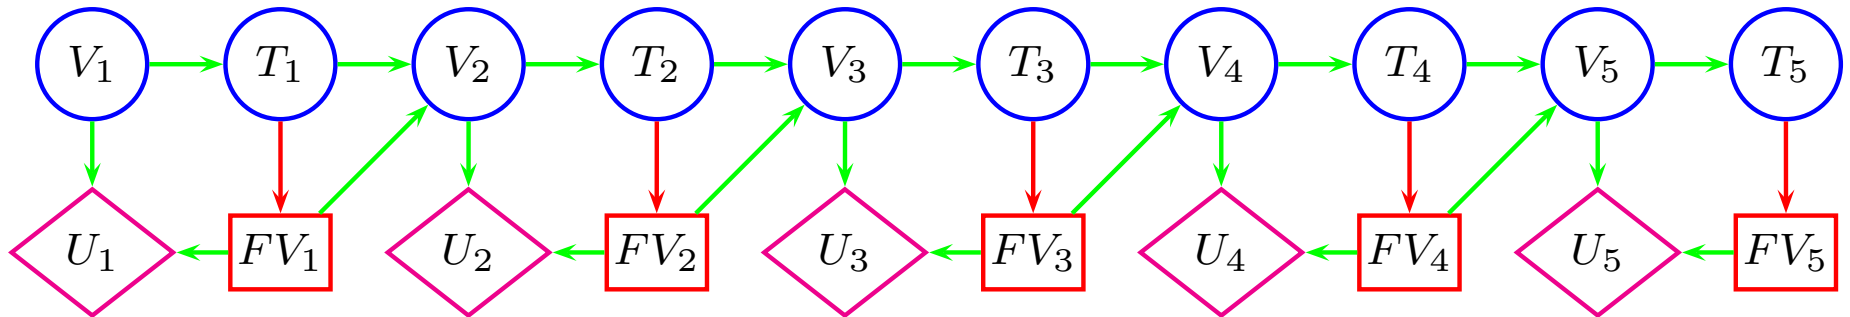 V₁ T₁ V₂ T₂ V₃ T₃ V₄ T₄ V₅ T₅
U₁ FV₁ U₂ FV₂ U₃ FV₃ U₄ FV₄ U₅ FV₅